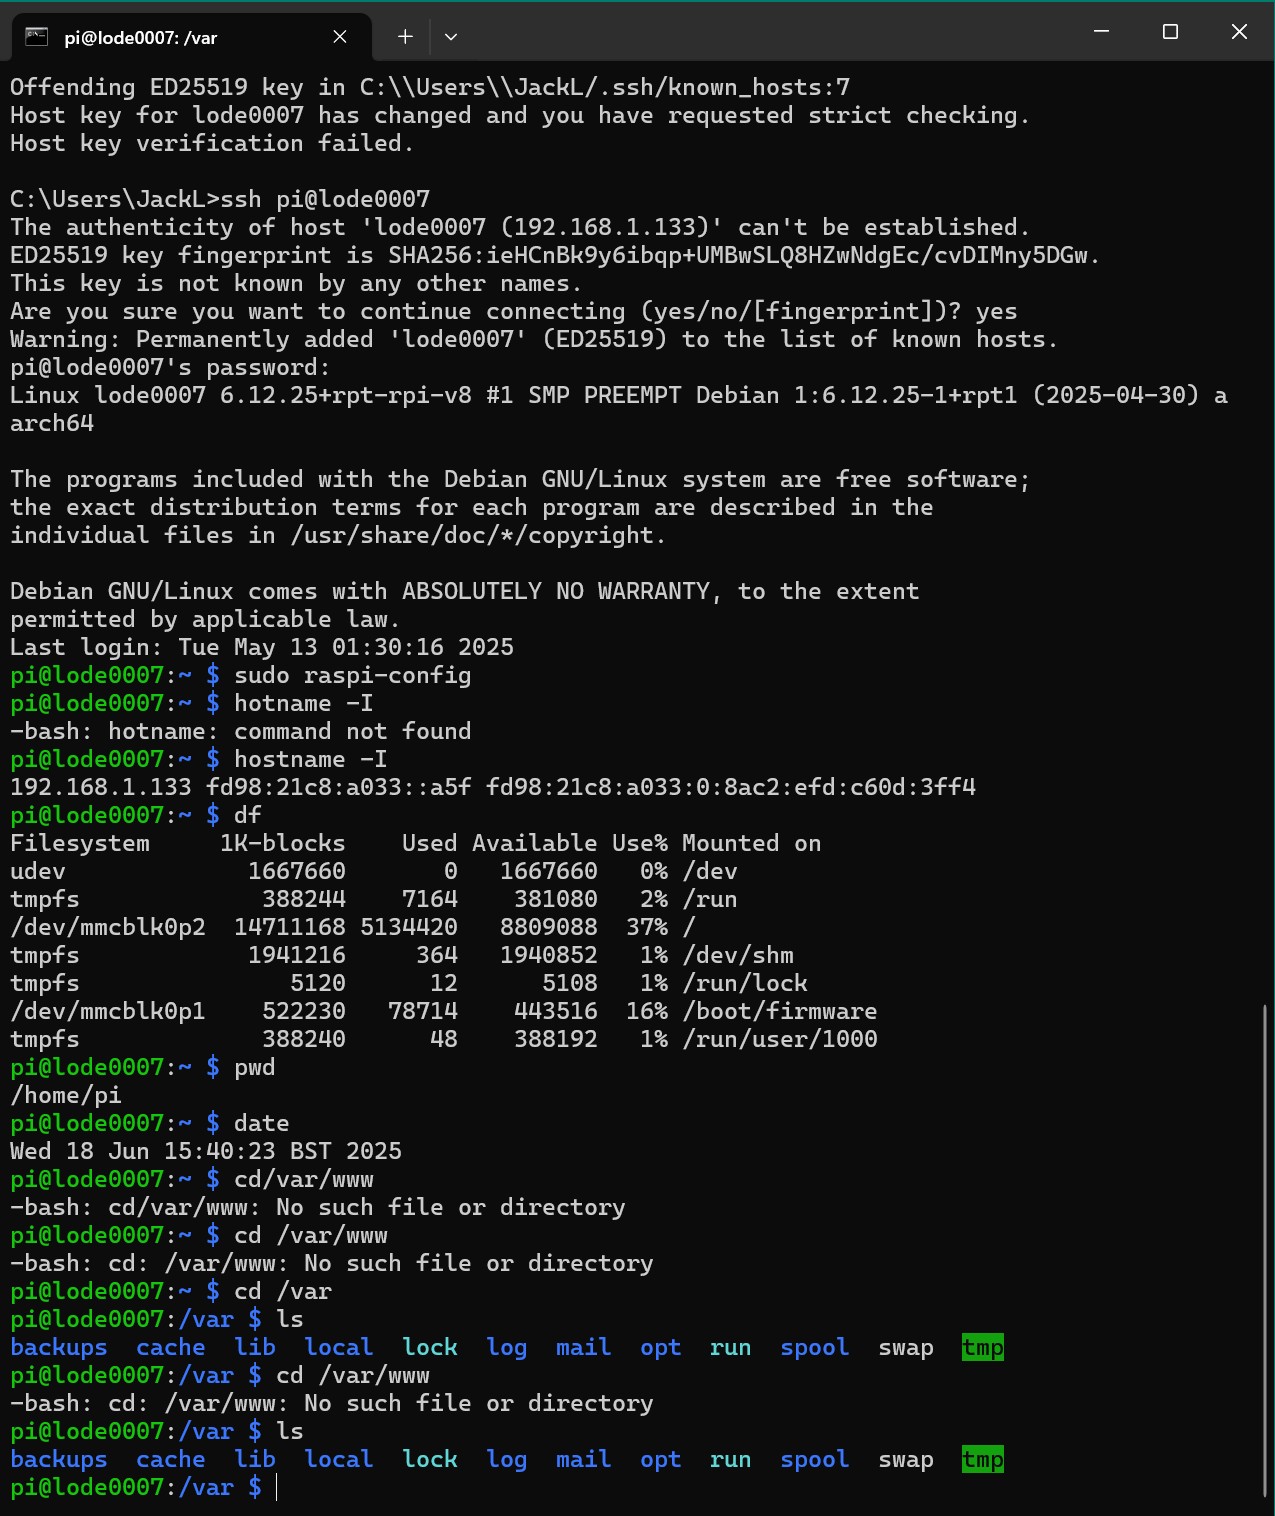 pi@lode0007: /var
Offending ED25519 key in C:\\Users\\JackL/.ssh/known_hosts:7
Host key for lode0007 has changed and you have requested strict checking.
Host key verification failed.
C:\Users\JackL>ssh pi@lode0007
The authenticity of host 'lode0007 (192.168.1.133)' can't be established.
ED25519 key fingerprint is SHA256:ieHCnBk9y6ibqp+UMBwSLQ8HZwNdgEc/cvDIMny5DGw.
This key is not known by any other names.
Are you sure you want to continue connecting (yes/no/[fingerprint])? yes
Warning: Permanently added 'lode0007' (ED25519) to the list of known hosts.
pi@lode0007's password:
Linux lode0007 6.12.25+rpt-rpi-v8 #1 SMP PREEMPT Debian 1:6.12.25-1+rpt1 (2025-04-30) a
arch64
The programs included with the Debian GNU/Linux system are free software;
the exact distribution terms for each program are described in the
individual files in /usr/share/doc/*/copyright.
Debian GNU/Linux comes with ABSOLUTELY NO WARRANTY, to the extent
permitted by applicable law.
Last login: Tue May 13 01:30:16 2025
pi@lode0007:~ $ sudo raspi-config
pi@lode0007:~ $ hotname -I
-bash: hotname: command not found
pi@lode0007:~ $ hostname -I
192.168.1.133 fd98:21c8:a033::a5f fd98:21c8:a033:0:8ac2:efd:c60d:3ff4
pi@lode0007:~ $ df
Filesystem     1K-blocks    Used Available Use% Mounted on
udev             1667660       0   1667660   0% /dev
tmpfs             388244    7164    381080   2% /run
/dev/mmcblk0p2  14711168 5134420   8809088  37% /
tmpfs            1941216     364   1940852   1% /dev/shm
tmpfs               5120      12      5108   1% /run/lock
/dev/mmcblk0p1    522230   78714    443516  16% /boot/firmware
tmpfs             388240      48    388192   1% /run/user/1000
pi@lode0007:~ $ pwd
/home/pi
pi@lode0007:~ $ date
Wed 18 Jun 15:40:23 BST 2025
pi@lode0007:~ $ cd/var/www
-bash: cd/var/www: No such file or directory
pi@lode0007:~ $ cd /var/www
-bash: cd: /var/www: No such file or directory
pi@lode0007:~ $ cd /var
pi@lode0007:/var $ ls
backups  cache  lib  local  lock  log  mail  opt  run  spool  swap  tmp
pi@lode0007:/var $ cd /var/www
-bash: cd: /var/www: No such file or directory
pi@lode0007:/var $ ls
backups  cache  lib  local  lock  log  mail  opt  run  spool  swap  tmp
pi@lode0007:/var $